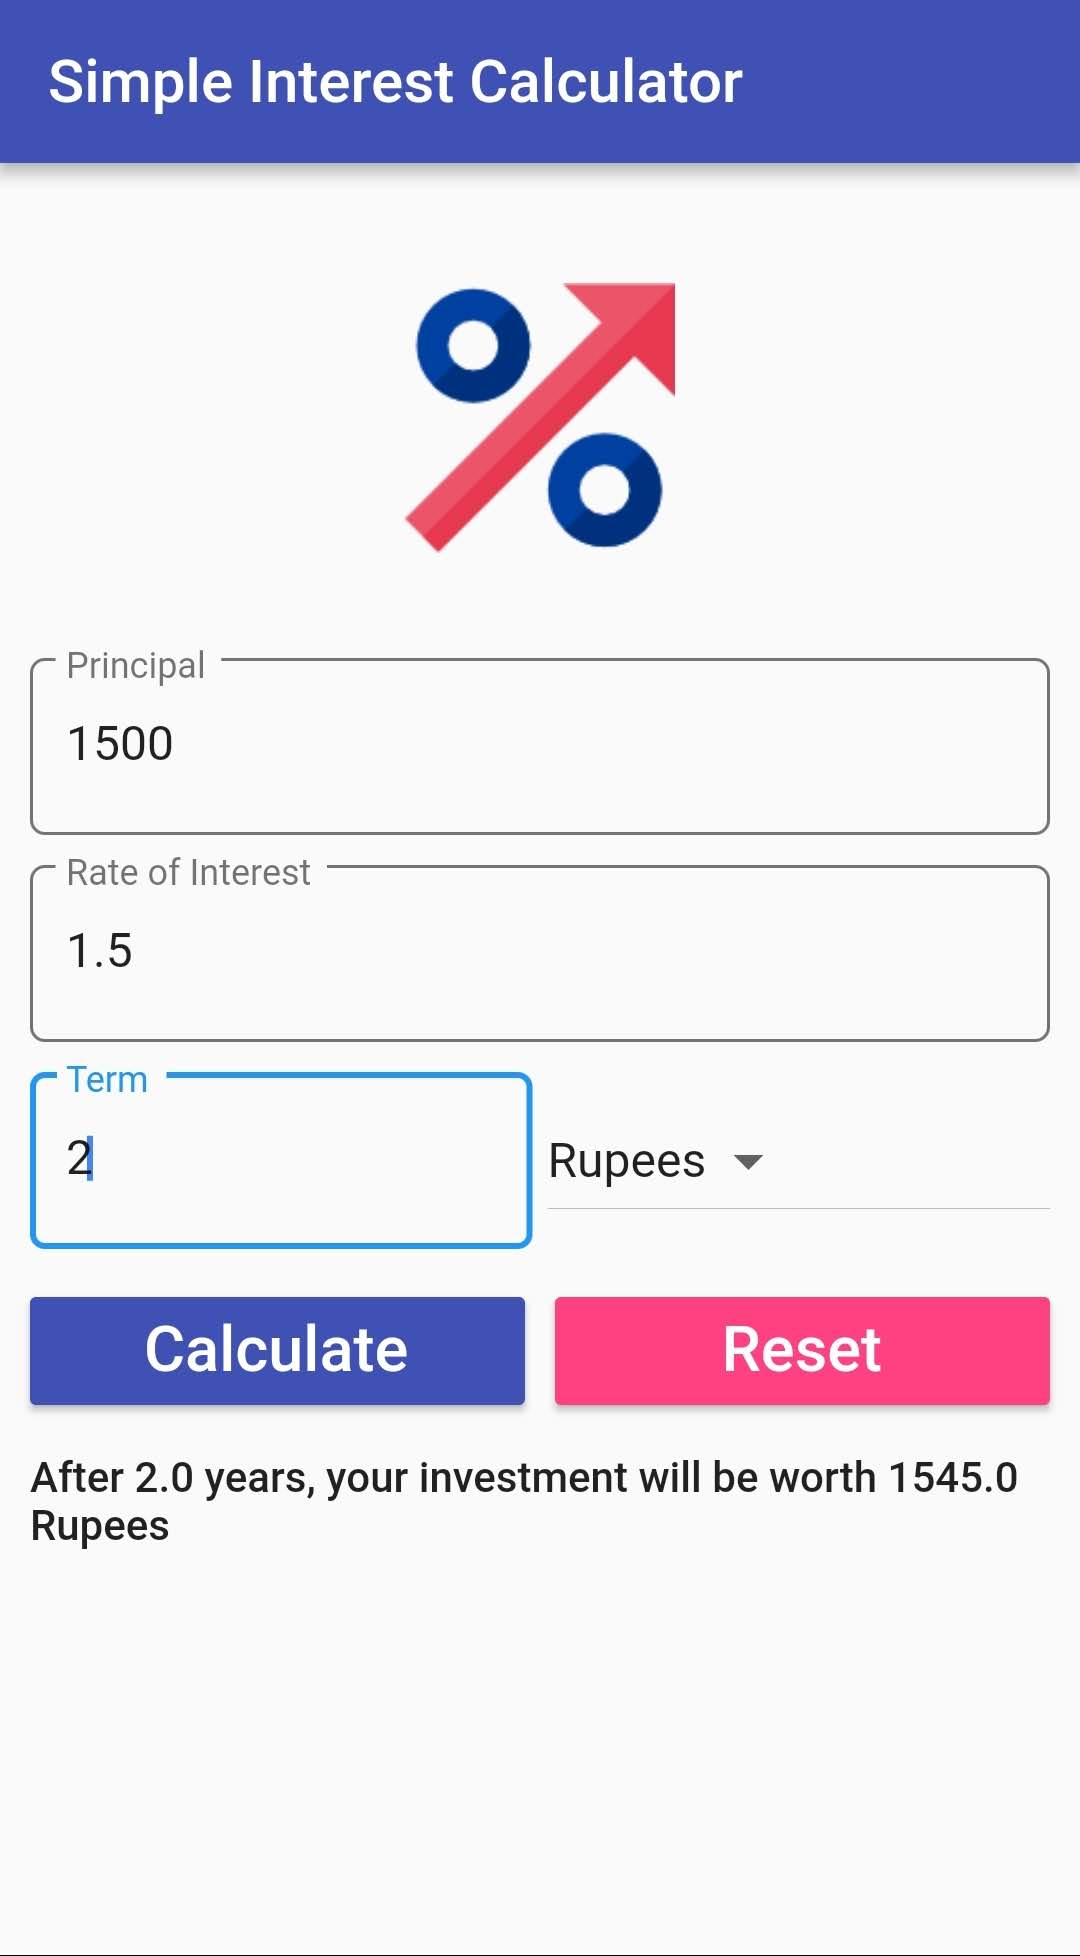 Simple Interest Calculator
Principal
1500
Rate of Interest
1.5
Term
2
Rupees
Calculate
Reset
After 2.0 years, your investment will be worth 1545.0
Rupees